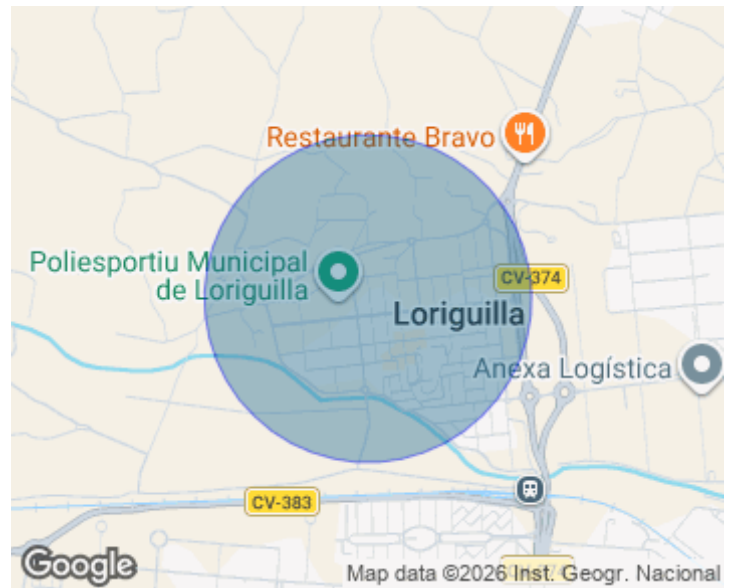 Restaurante Bravo
Poliesportiu Municipal
de Loriguilla
CV-374
Loriguilla
Anexa Logística
CV-383
Google
Map data ©2026 Inst. Geogr. Nacional